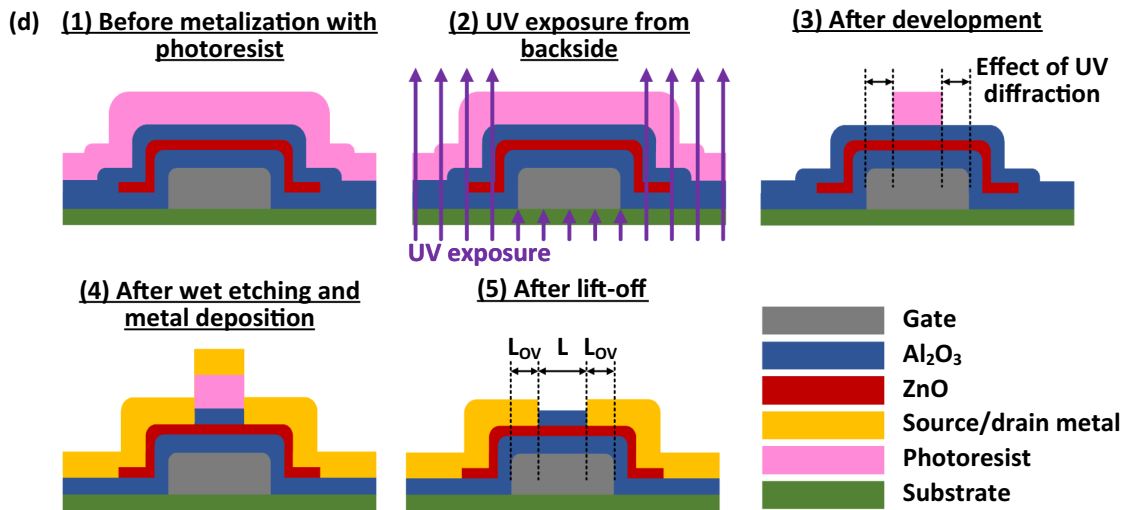 (d)
(1) Before metalization with
photoresist
(2) UV exposure from
backside
UV exposure
(3) After development
Effect of UV
diffraction
(4) After wet etching and
metal deposition
(5) After lift-off
L_OV L L_OV
Gate
Al₂O₃
ZnO
Source/drain metal
Photoresist
Substrate